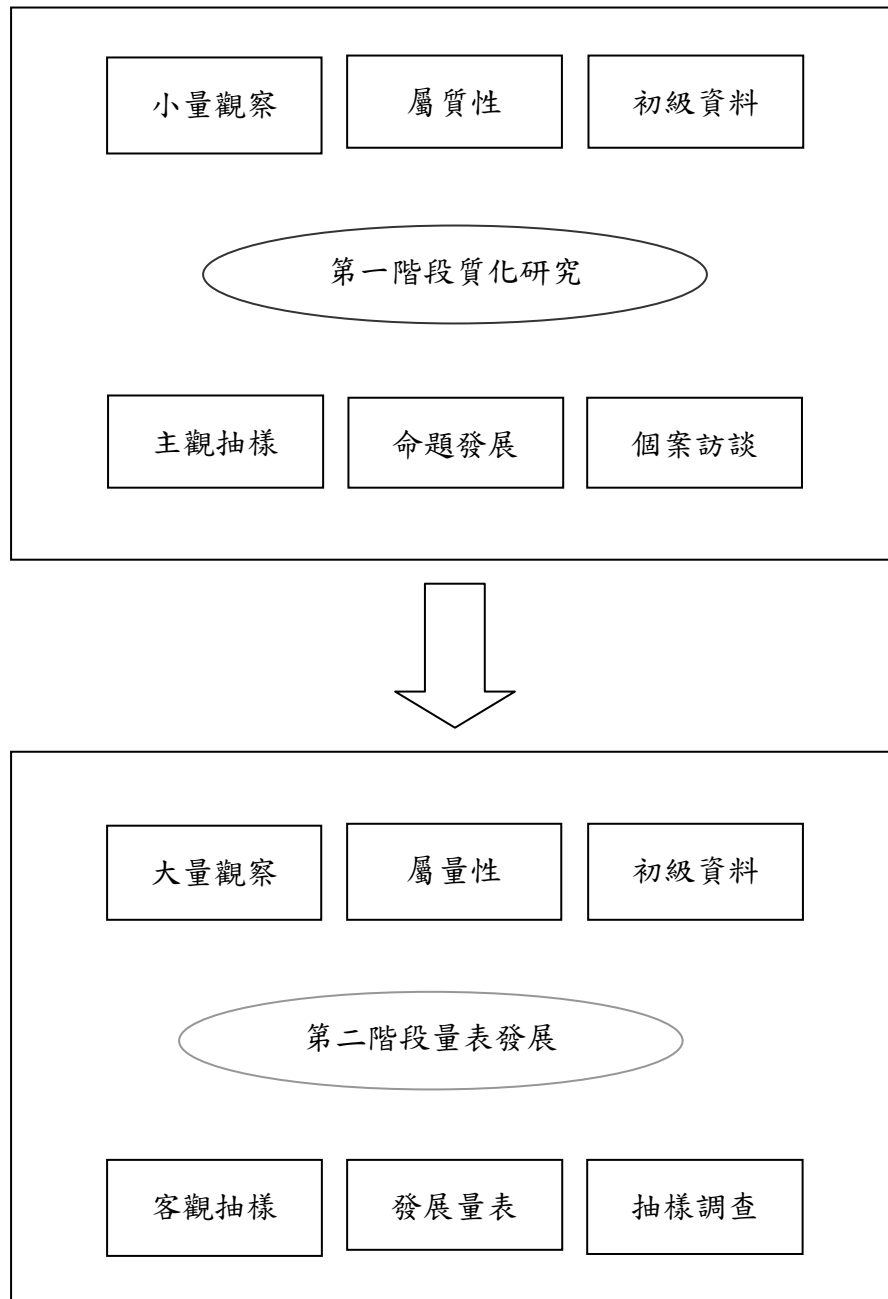 小量觀察 屬質性 初級資料
第一階段質化研究
主觀抽樣 命題發展 個案訪談
大量觀察 屬量性 初級資料
第二階段量表發展
客觀抽樣 發展量表 抽樣調查